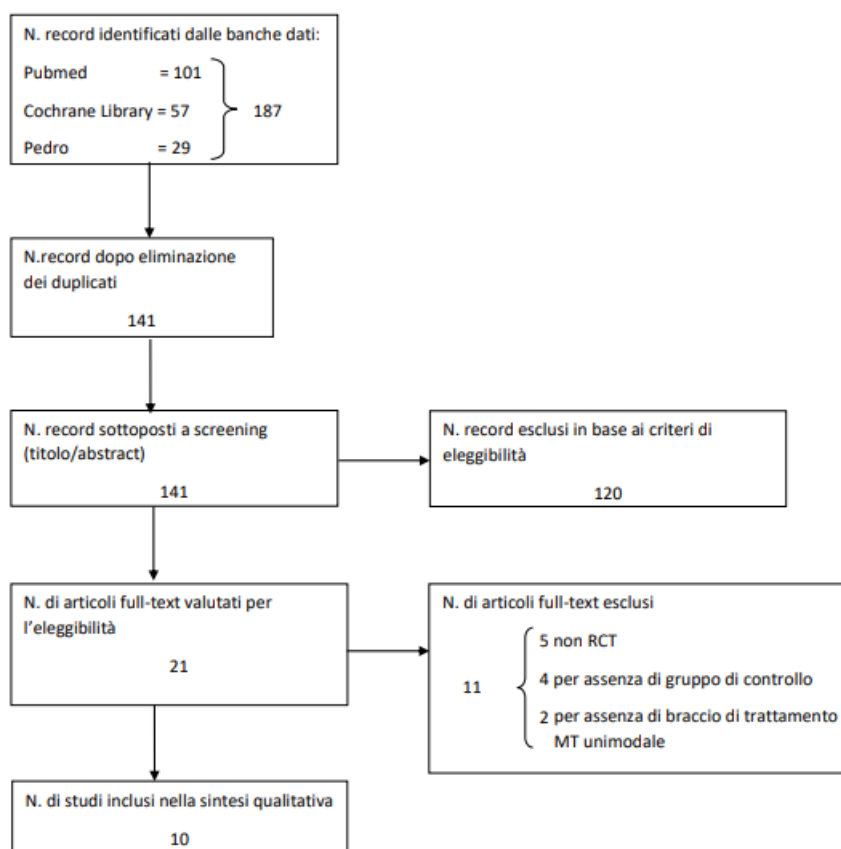 N. record identificati dalle banche dati:
Pubmed = 101
Cochrane Library = 57 187
Pedro = 29
N.record dopo eliminazione
dei duplicati
141
N. record sottoposti a screening
(titolo/abstract)
141
N. record esclusi in base ai criteri di
eleggibilità
120
N. di articoli full-text valutati per
l'eleggibilità
21
N. di articoli full-text esclusi
5 non RCT
11 4 per assenza di gruppo di controllo
2 per assenza di braccio di trattamento
MT unimodale
N. di studi inclusi nella sintesi qualitativa
10